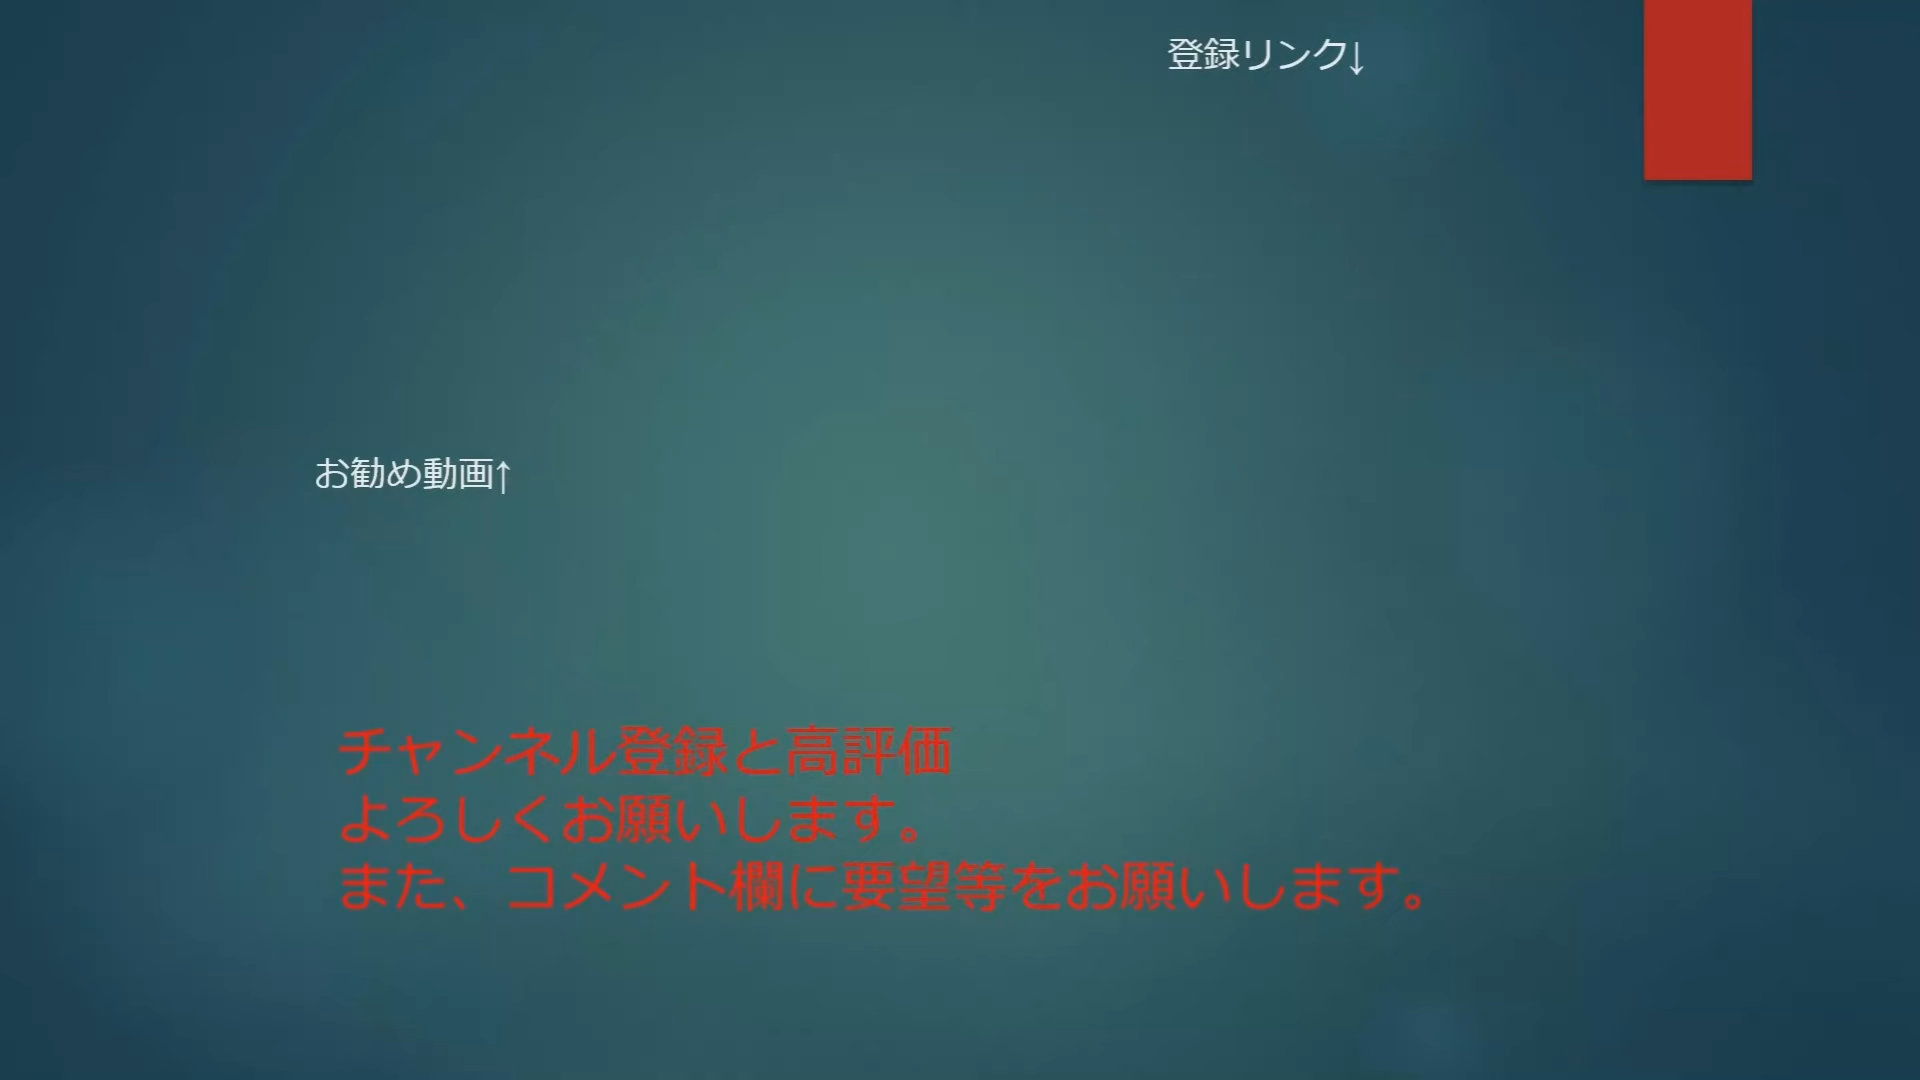 登録リンク↓
お勧め動画↑
チャンネル登録と高評価
よろしくお願いします。
また、コメント欄に要望等をお願いします。